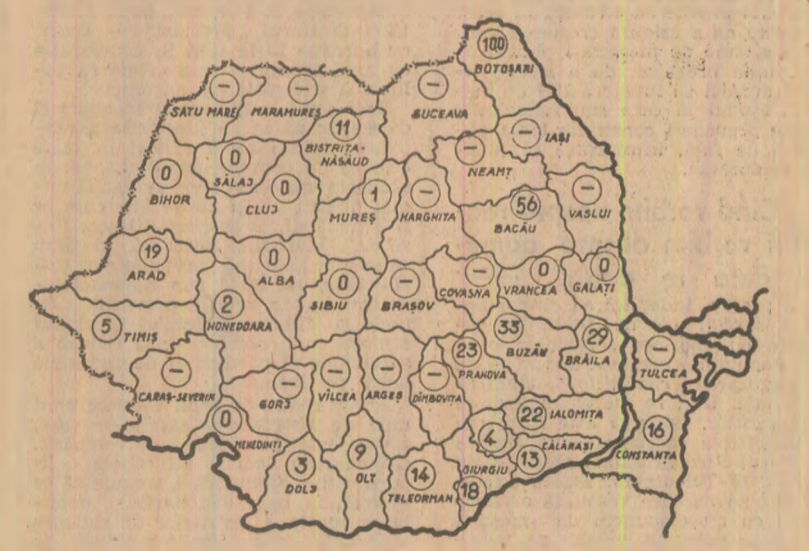 100
BOTOȘANI
—
SATU MARE
—
MARAMUREȘ
—
SUCEAVA
11
BISTRIȚA-
NĂSĂUD
—
IAȘI
—
NEAMȚ
0
BIHOR
0
SĂLAJ
0
CLUJ
1
MUREȘ
—
HARGHITA
56
BACĂU
—
VASLUI
19
ARAD
0
ALBA
0
SIBIU
—
BRAȘOV
—
COVASNA
0
VRANCEA
0
GALAȚI
5
TIMIȘ
2
HUNEDOARA
33
BUZĂU
29
BRĂILA
—
TULCEA
—
CARAȘ-SEVERIN
—
GORJ
—
VÎLCEA
—
ARGEȘ
—
DÎMBOVIȚA
23
PRAHOVA
22
IALOMIȚA
0
MEHEDINȚI
3
DOLJ
9
OLT
14
TELEORMAN
4
GIURGIU
18
13
CĂLĂRAȘI
16
CONSTANȚA